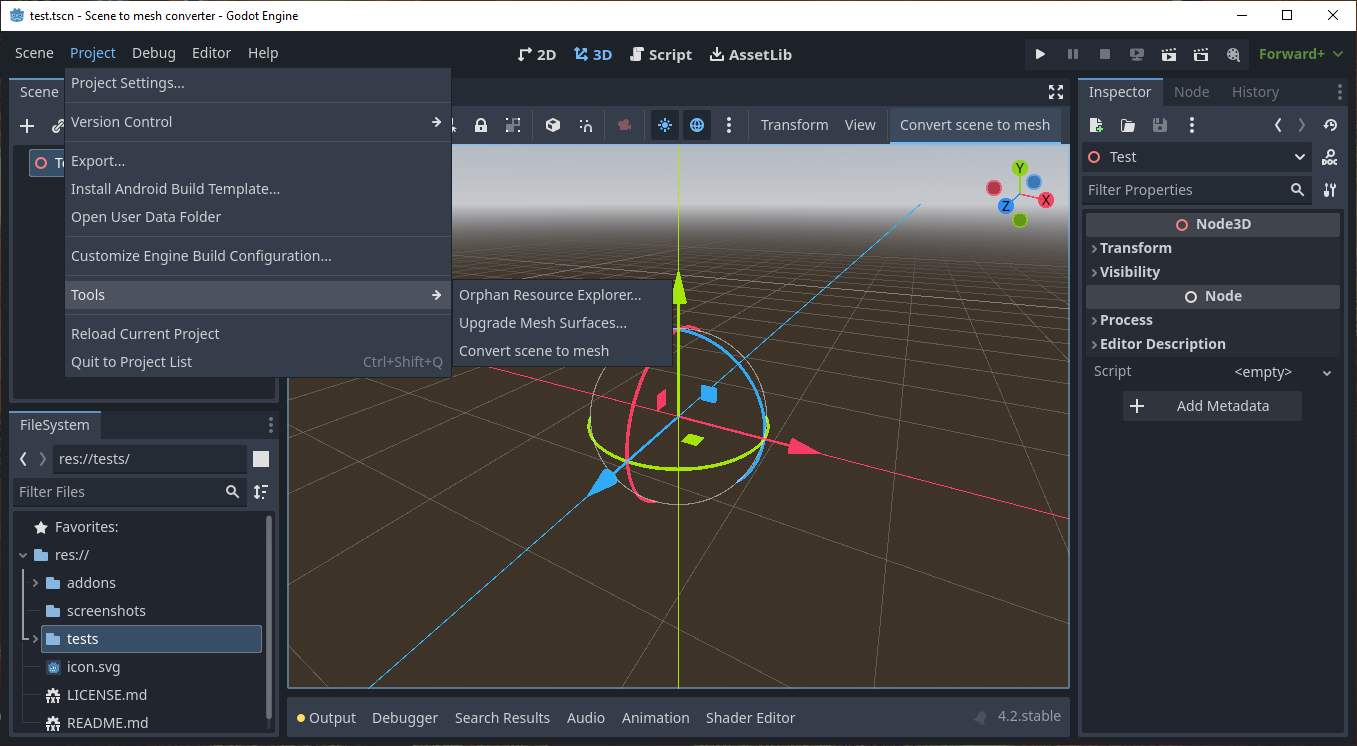 test.tscn - Scene to mesh converter - Godot Engine
Scene Project Debug Editor Help
2D 3D Script AssetLib
Forward+
Scene
Project Settings...
Version Control
Export...
Install Android Build Template...
Open User Data Folder
Customize Engine Build Configuration...
Tools
Reload Current Project
Quit to Project List Ctrl+Shift+Q
Orphan Resource Explorer...
Upgrade Mesh Surfaces...
Convert scene to mesh
Transform View Convert scene to mesh
Y
X
Z
FileSystem
res://tests/
Filter Files
Favorites:
res://
addons
screenshots
tests
icon.svg
LICENSE.md
README.md
Output Debugger Search Results Audio Animation Shader Editor
4.2.stable
Inspector Node History
Test
DOC
Filter Properties
Node3D
Transform
Visibility
Node
Process
Editor Description
Script <empty>
Add Metadata